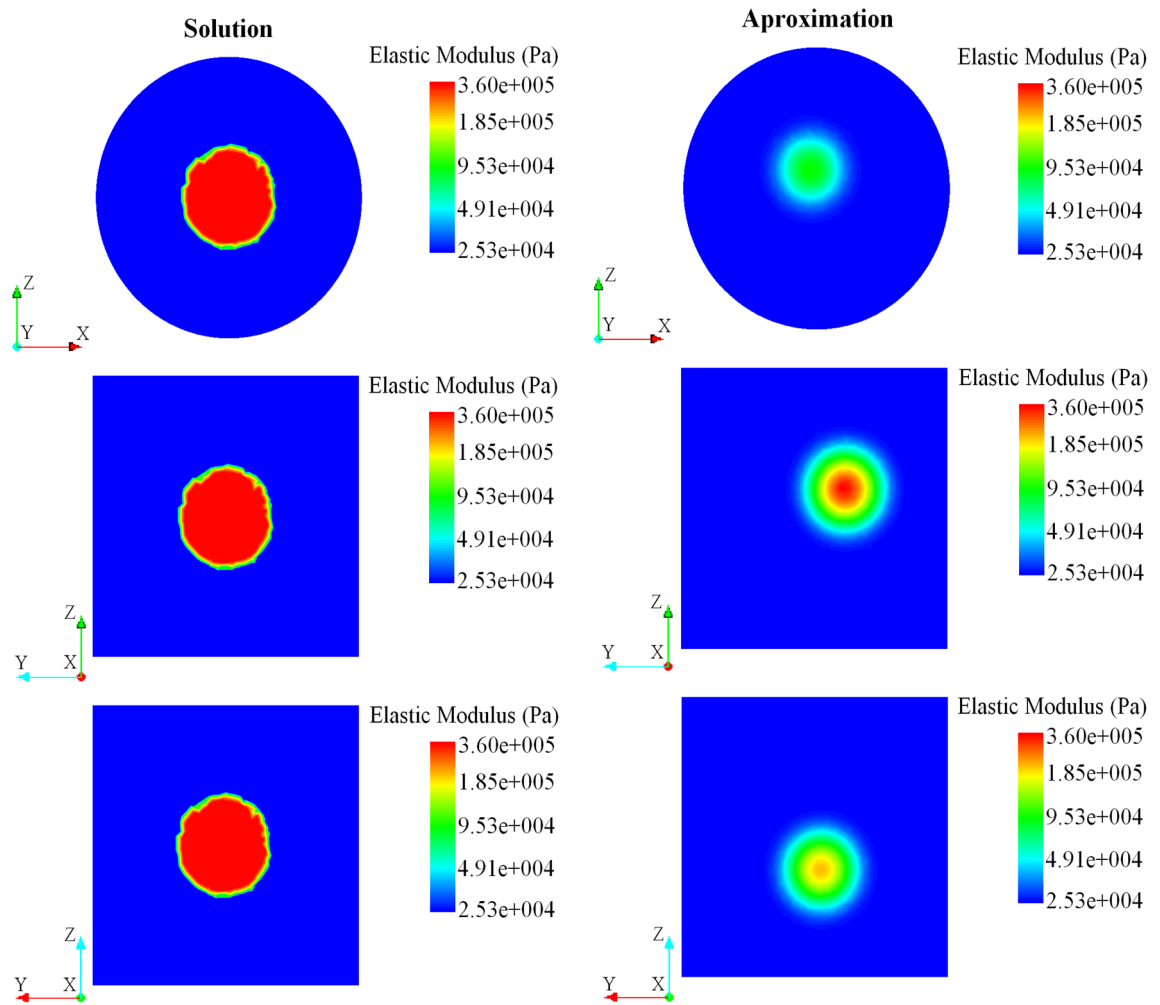 Solution
Aproximation
Elastic Modulus (Pa)
3.60e+005
1.85e+005
9.53e+004
4.91e+004
2.53e+004
Z
Y
X
Elastic Modulus (Pa)
3.60e+005
1.85e+005
9.53e+004
4.91e+004
2.53e+004
Z
Y
X
Elastic Modulus (Pa)
3.60e+005
1.85e+005
9.53e+004
4.91e+004
2.53e+004
Z
Y
X
Elastic Modulus (Pa)
3.60e+005
1.85e+005
9.53e+004
4.91e+004
2.53e+004
Z
Y
X
Elastic Modulus (Pa)
3.60e+005
1.85e+005
9.53e+004
4.91e+004
2.53e+004
Z
Y
X
Elastic Modulus (Pa)
3.60e+005
1.85e+005
9.53e+004
4.91e+004
2.53e+004
Z
Y
X